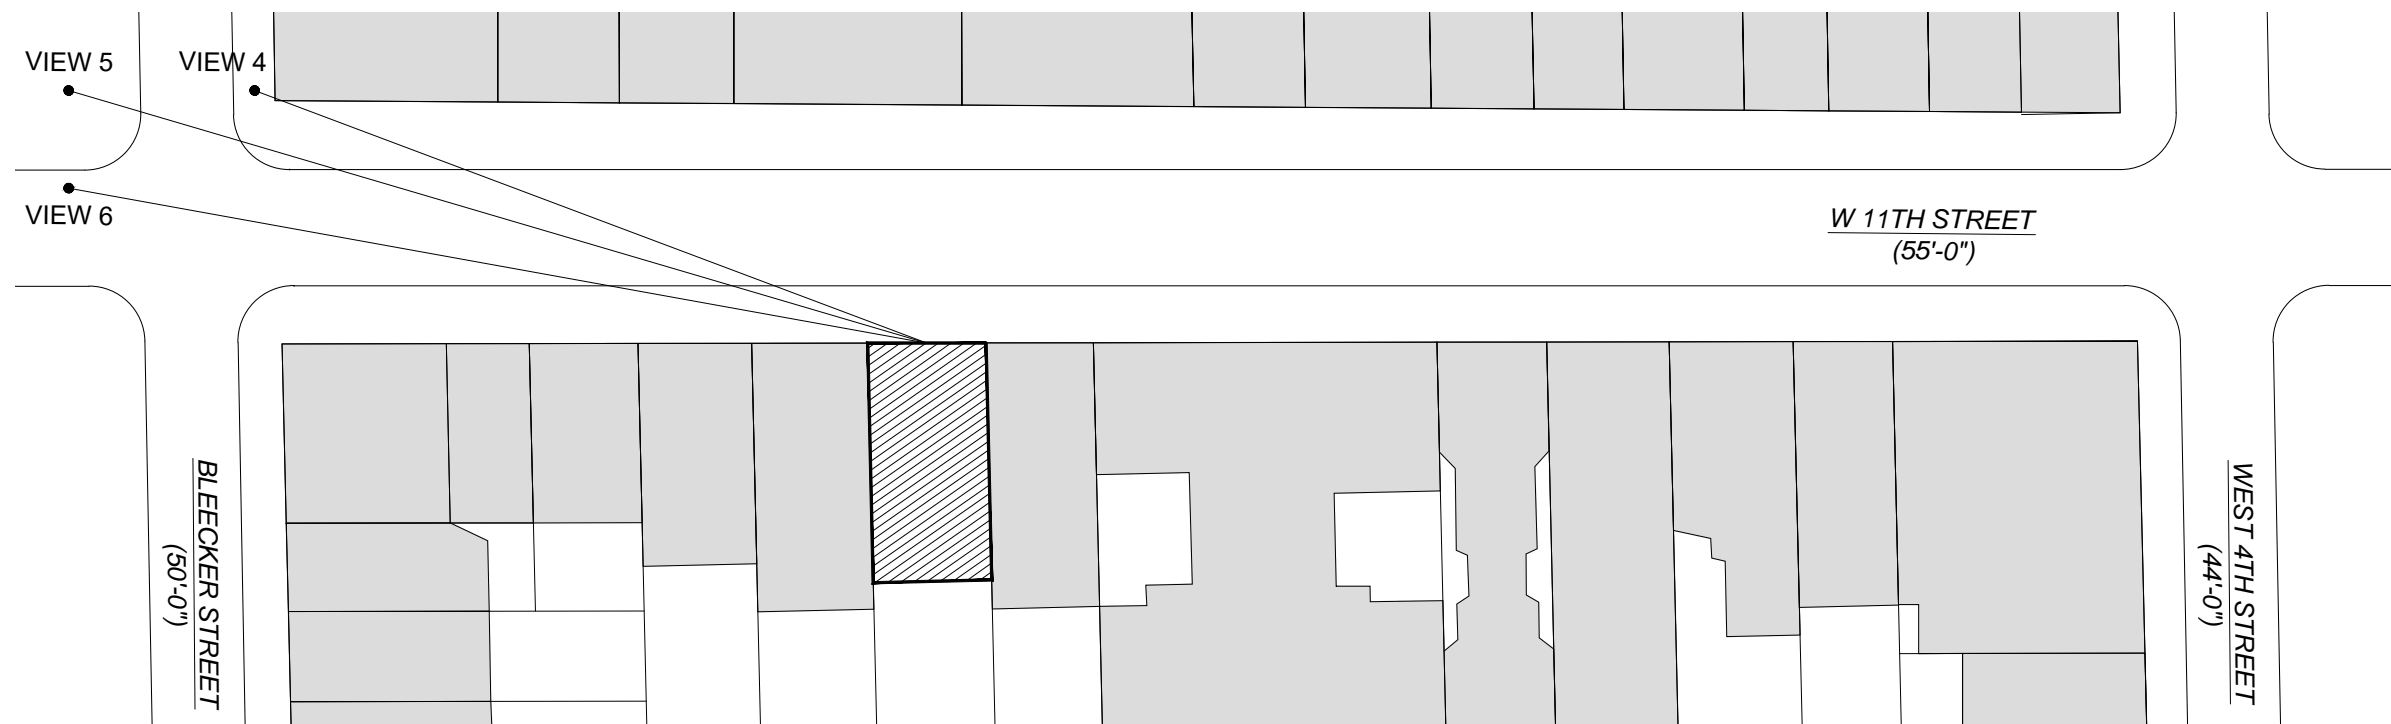 VIEW 5
VIEW 4
VIEW 6
W 11TH STREET
(55'-0")
BLEECKER STREET
(50'-0")
WEST 4TH STREET
(44'-0")